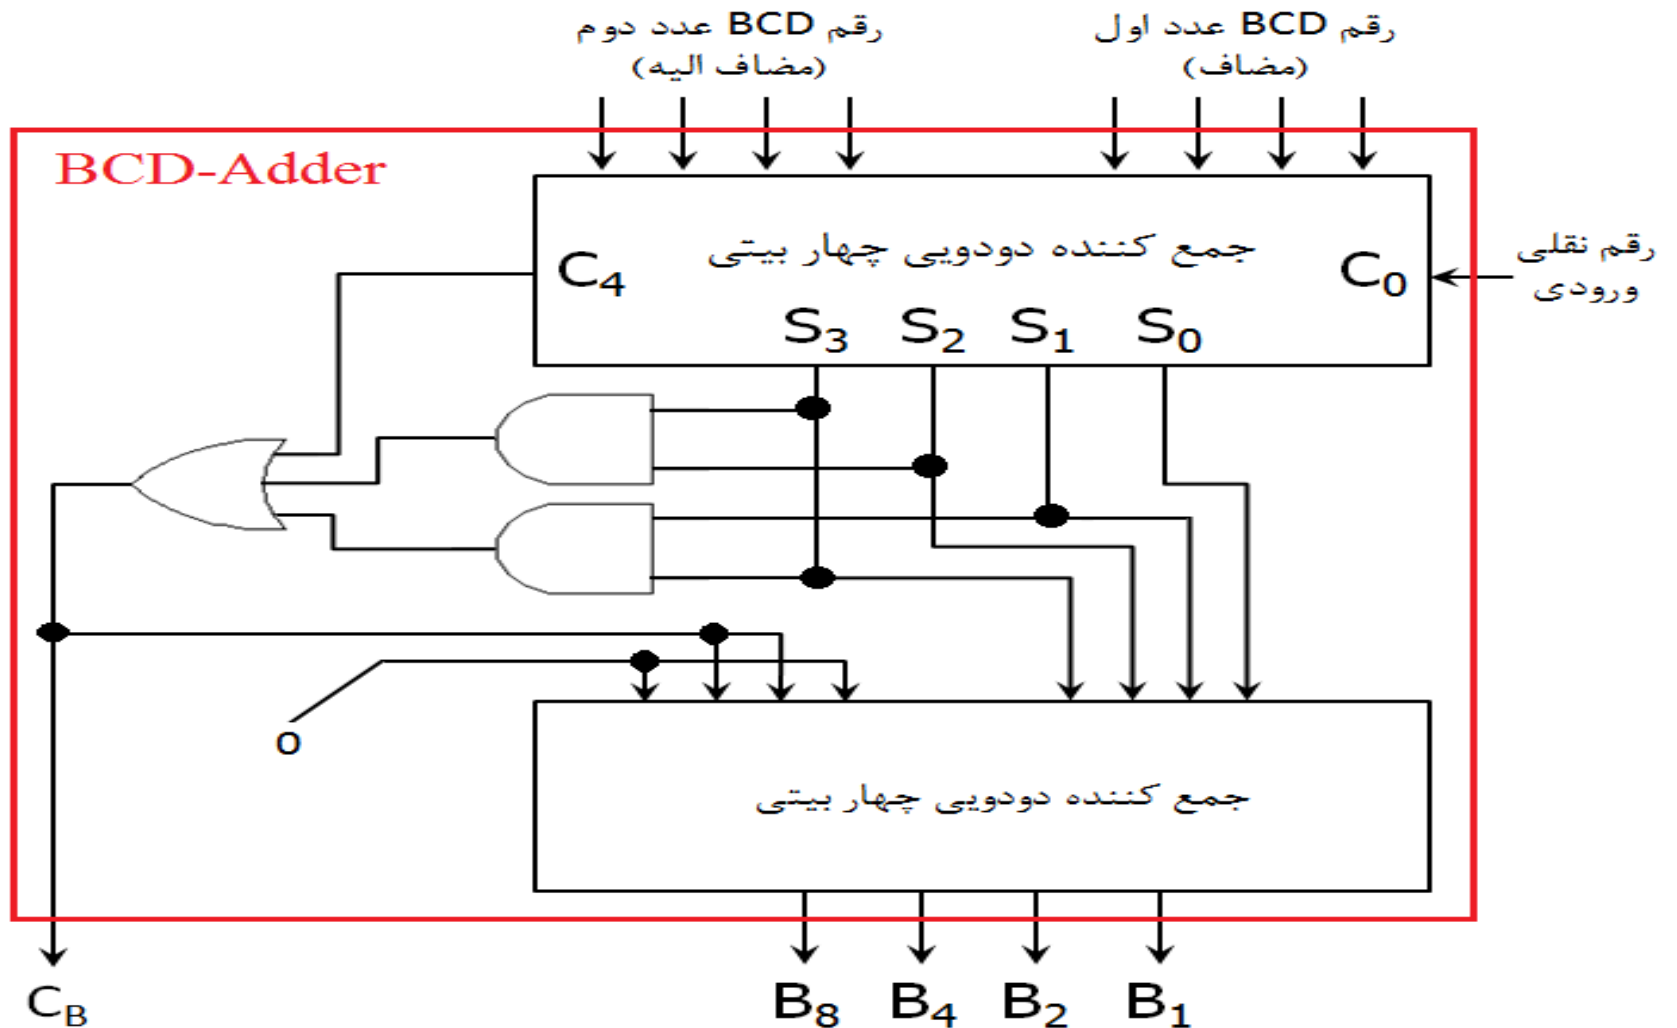 رقم BCD عدد اول
(مضاف)
رقم BCD عدد دوم
(مضاف الیه)
BCD-Adder
جمع کننده دودویی چهار بیتی
C4
C0
رقم نقلی
ورودی
S3 S2 S1 S0
0
جمع کننده دودویی چهار بیتی
CB
B8 B4 B2 B1